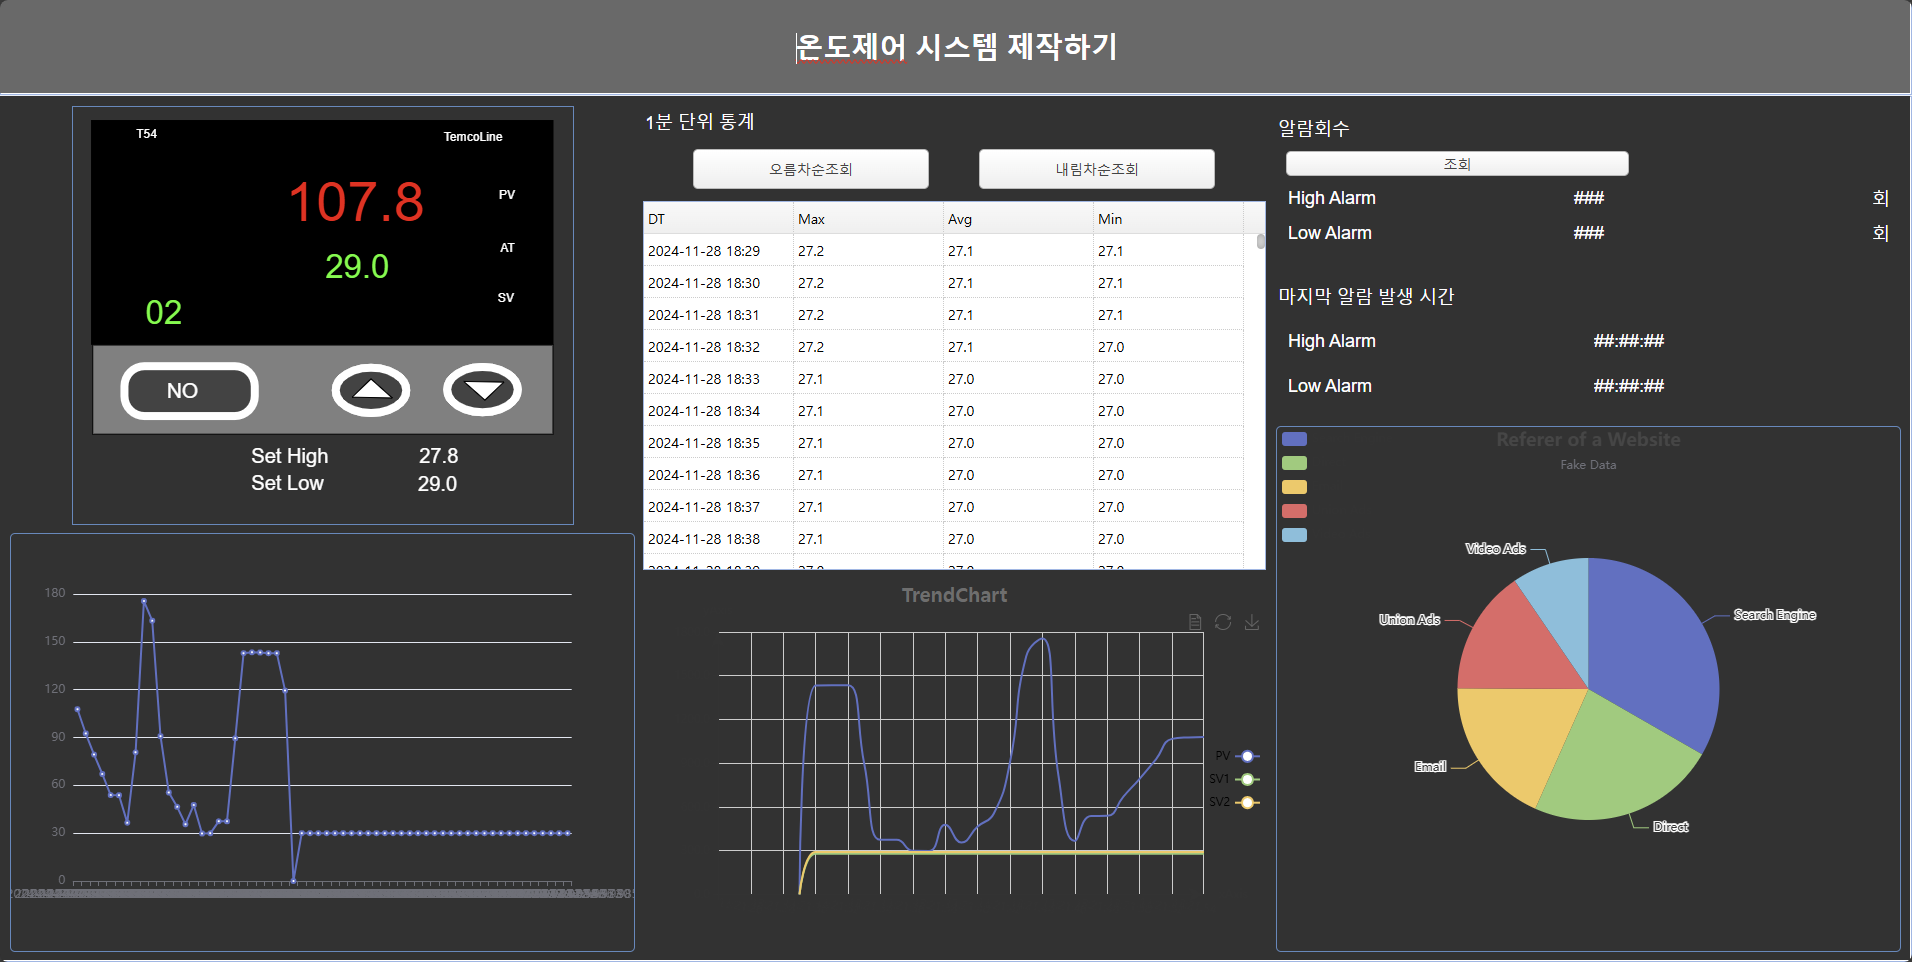 온도제어 시스템 제작하기
T54
TemcoLine
107.8
PV
AT
29.0
SV
02
NO
Set High 27.8
Set Low 29.0
180
150
120
90
60
30
0
1분 단위 통계
오름차순조회 내림차순조회
DT Max Avg Min
2024-11-28 18:29 27.2 27.1 27.1
2024-11-28 18:30 27.2 27.1 27.1
2024-11-28 18:31 27.2 27.1 27.1
2024-11-28 18:32 27.2 27.1 27.0
2024-11-28 18:33 27.1 27.0 27.0
2024-11-28 18:34 27.1 27.0 27.0
2024-11-28 18:35 27.1 27.0 27.0
2024-11-28 18:36 27.1 27.0 27.0
2024-11-28 18:37 27.1 27.0 27.0
2024-11-28 18:38 27.1 27.0 27.0
TrendChart
PV
SV1
SV2
알람회수
조회
High Alarm ### 회
Low Alarm ### 회
마지막 알람 발생 시간
High Alarm ##:##:##
Low Alarm ##:##:##
Referer of a Website
Fake Data
Video Ads
Search Engine
Union Ads
Email
Direct